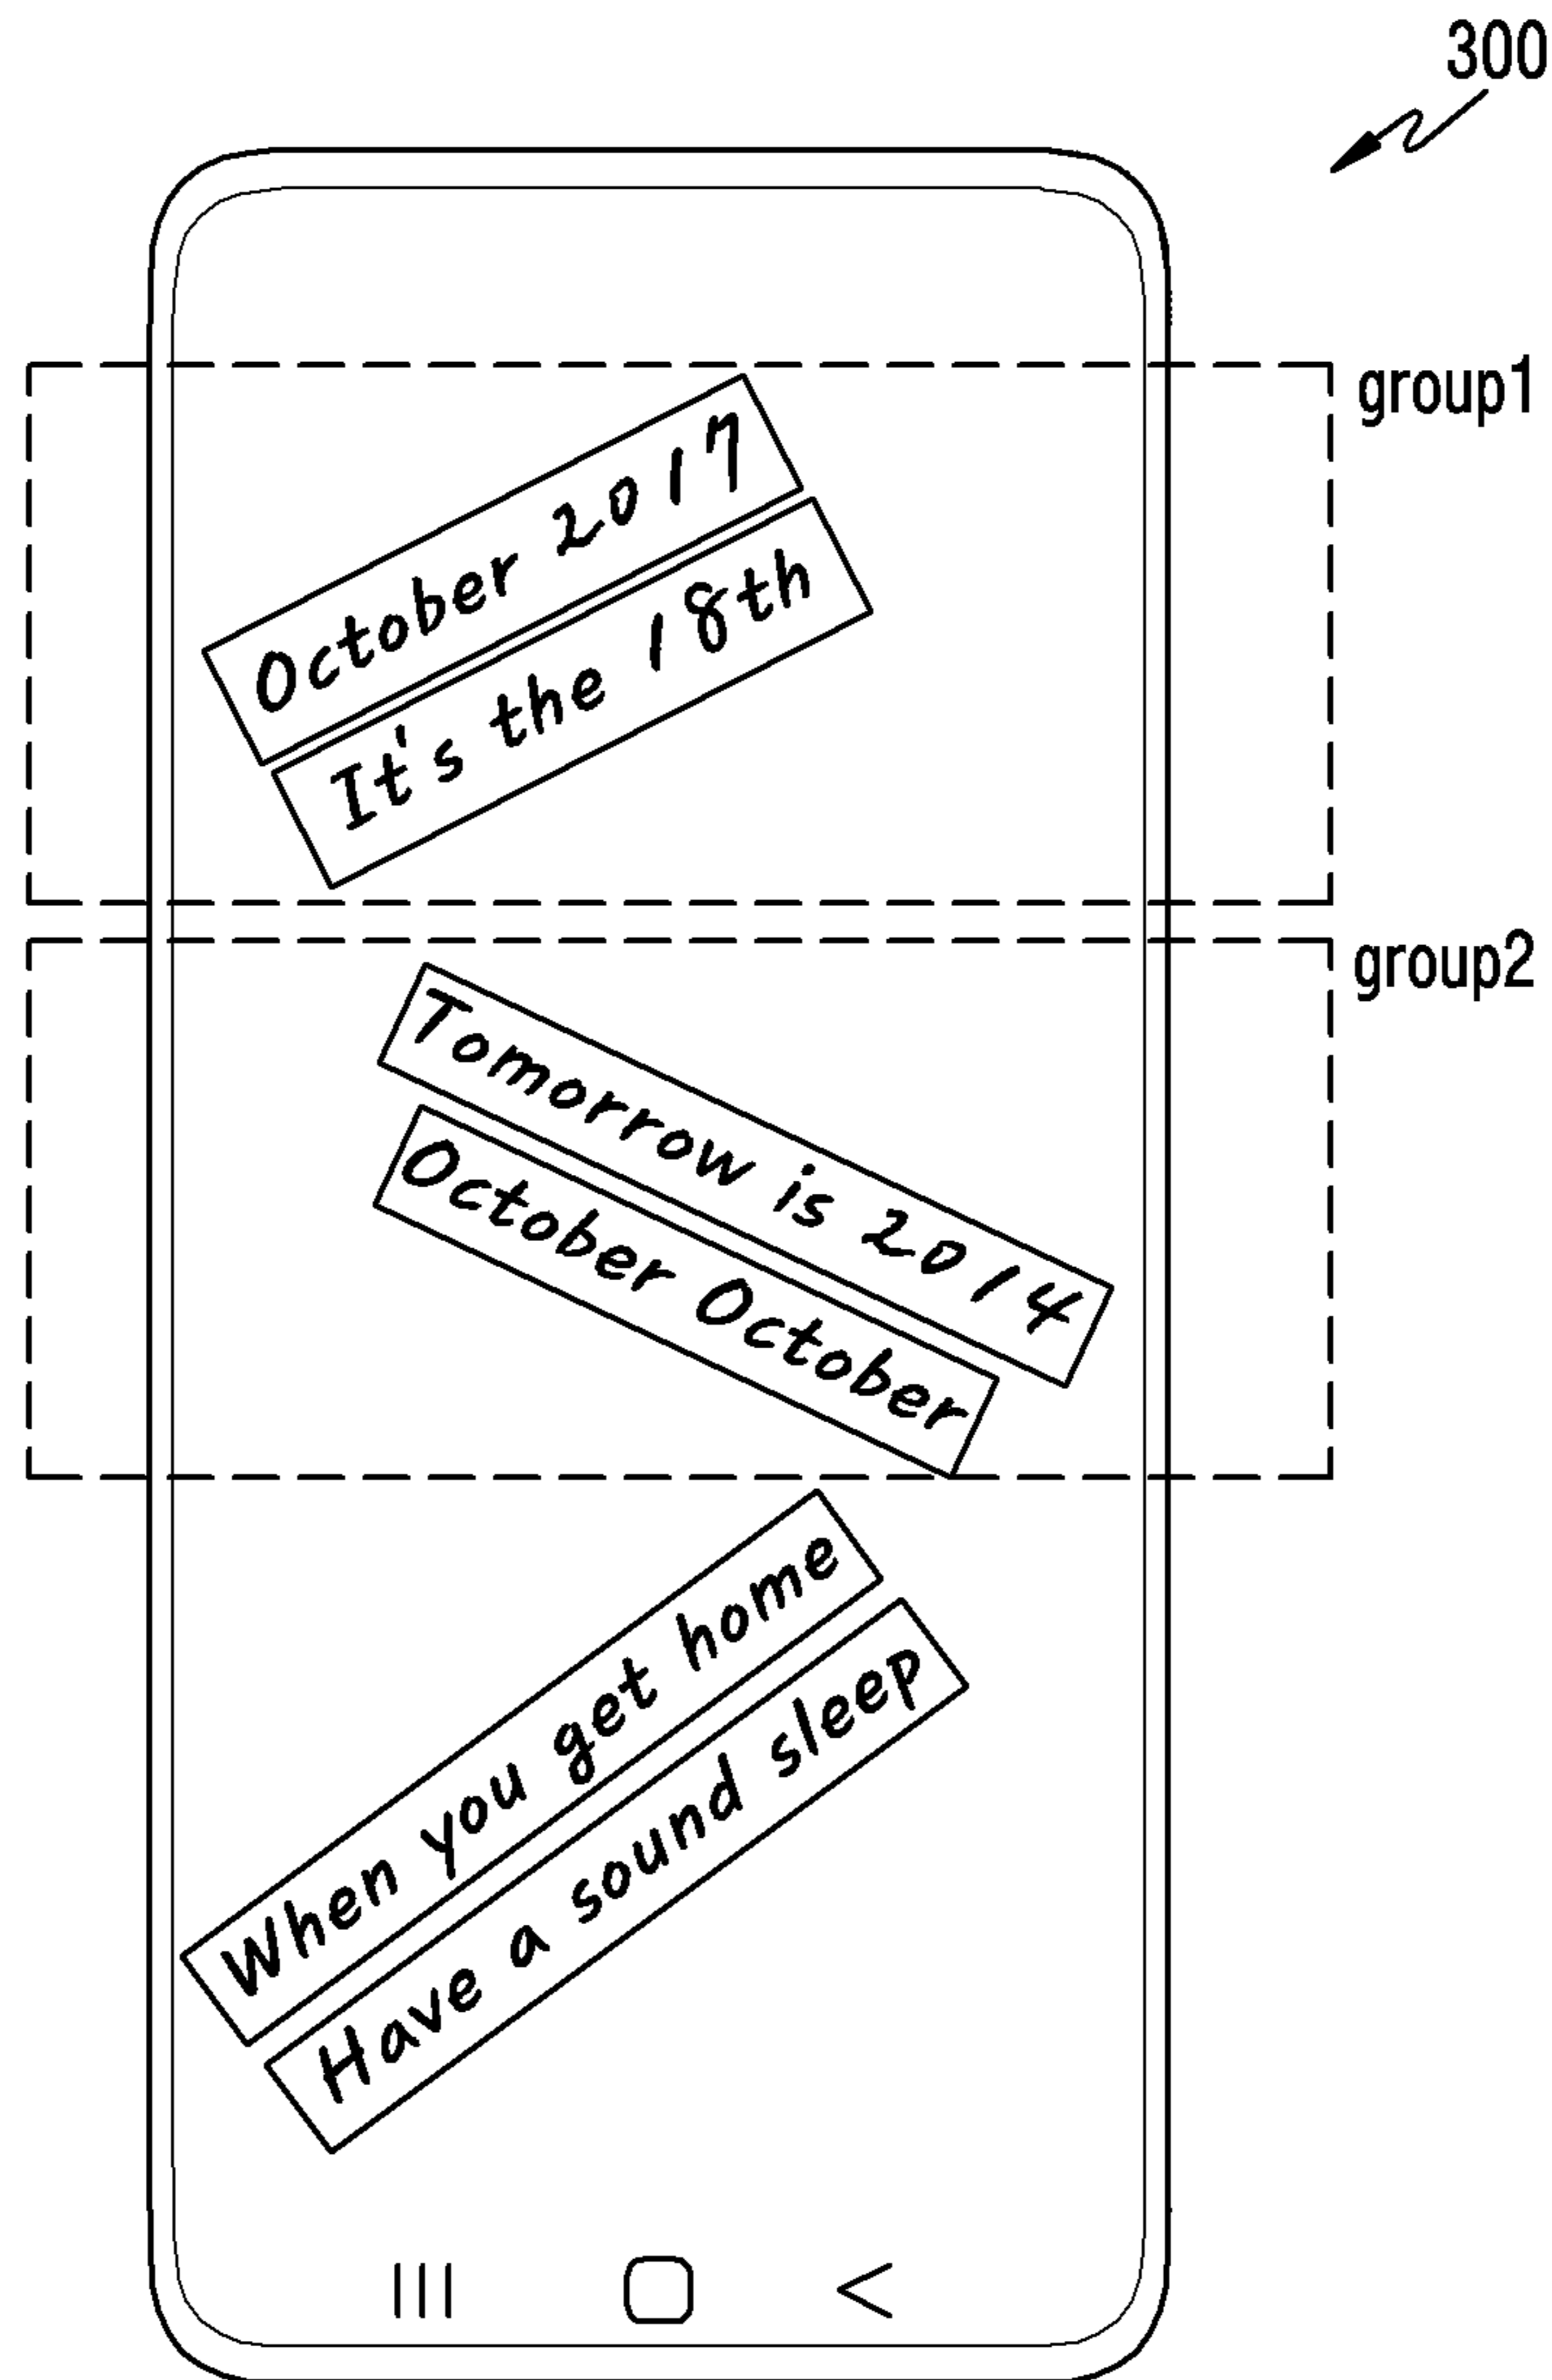 300
group1
October 2017
It's the 18th
group2
Tomorrow is 2014
October October
When you get home
Have a sound sleep